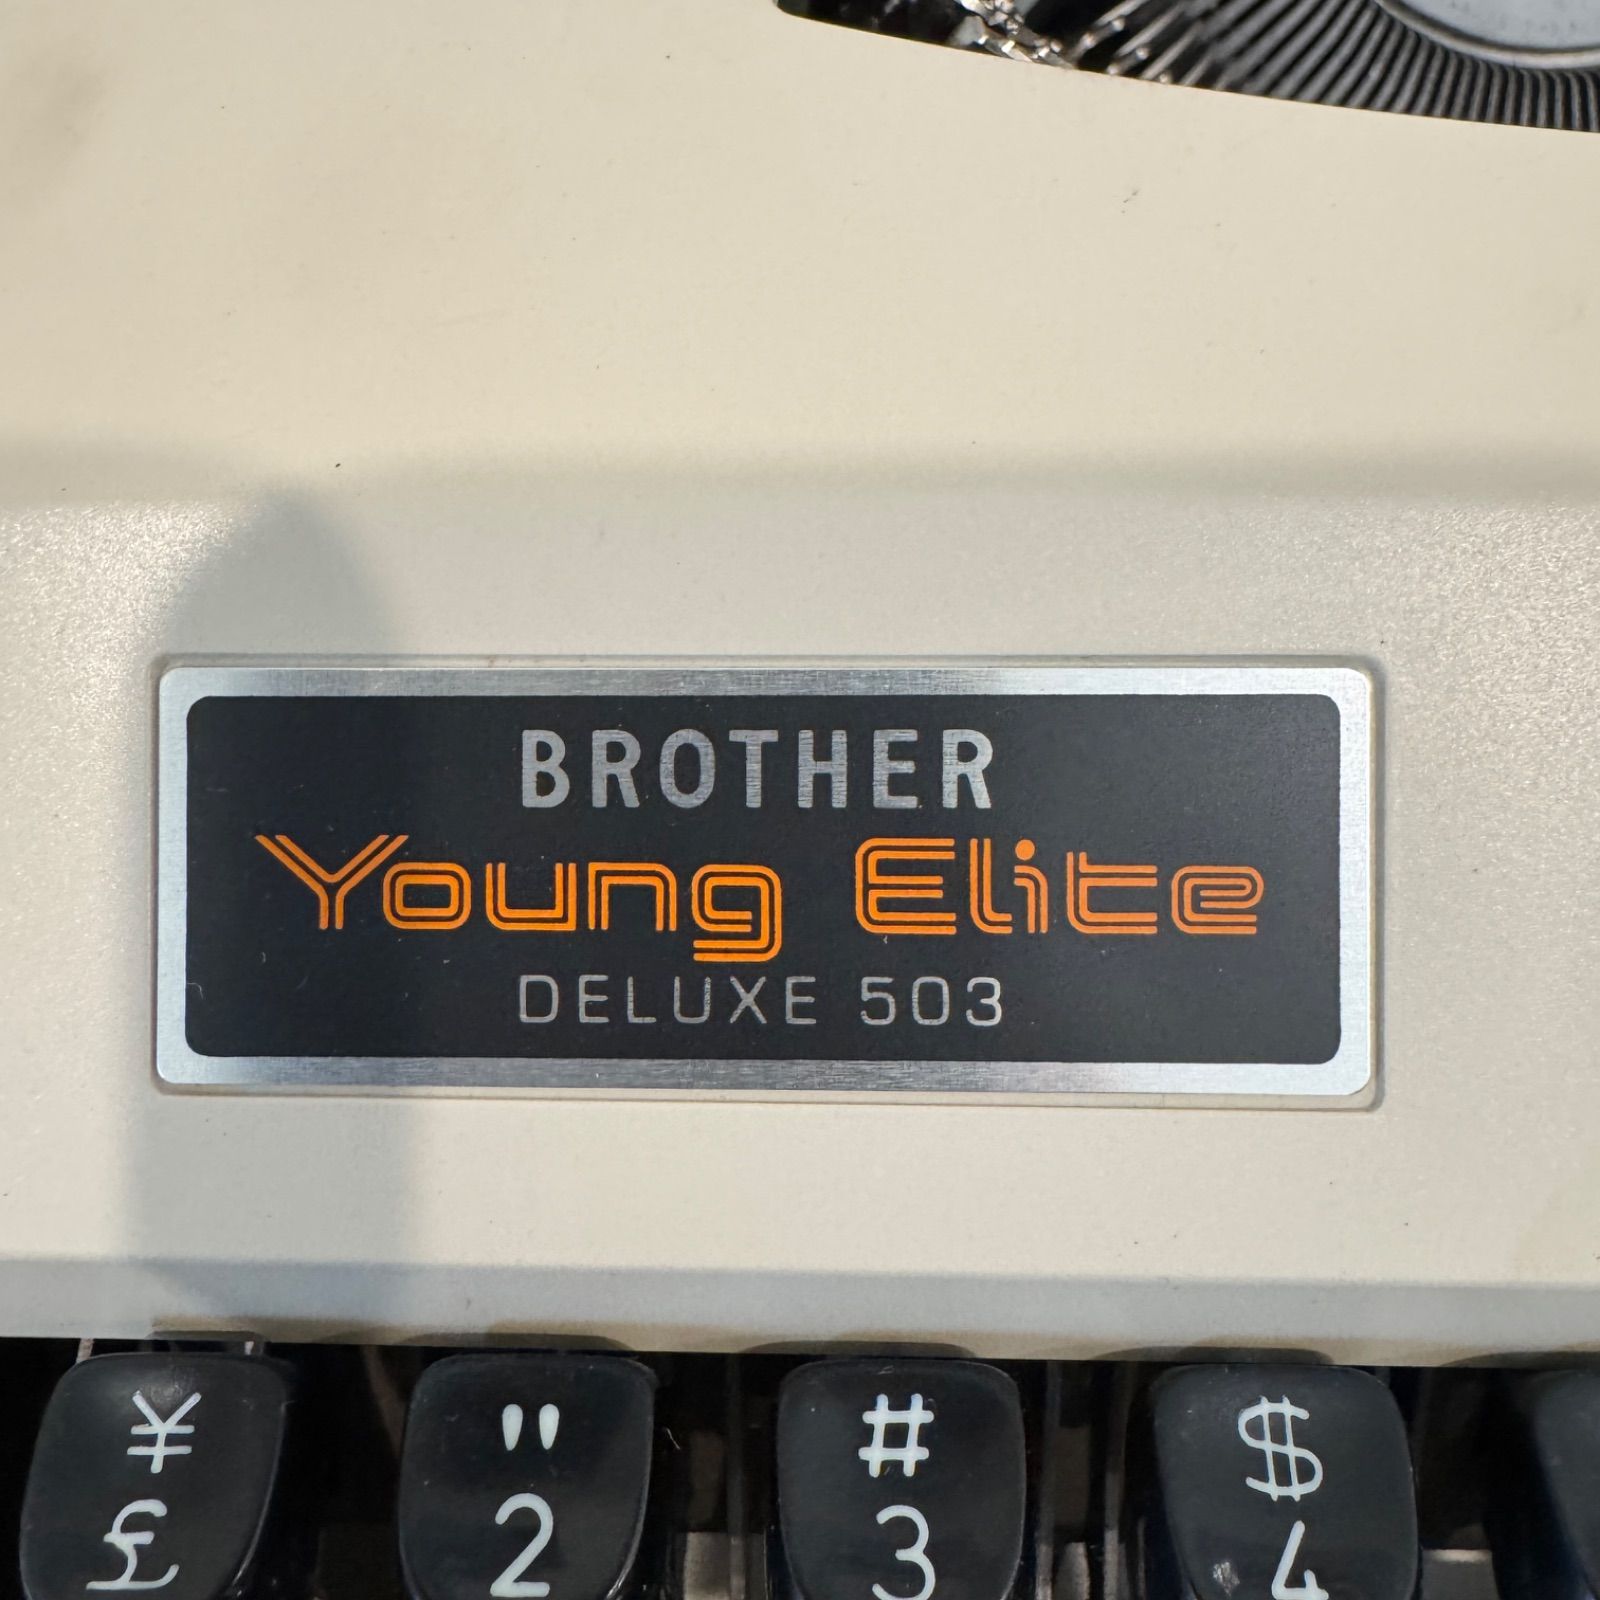 BROTHER
Young Elite
DELUXE 503
¥ " # $
£ 2 3 4